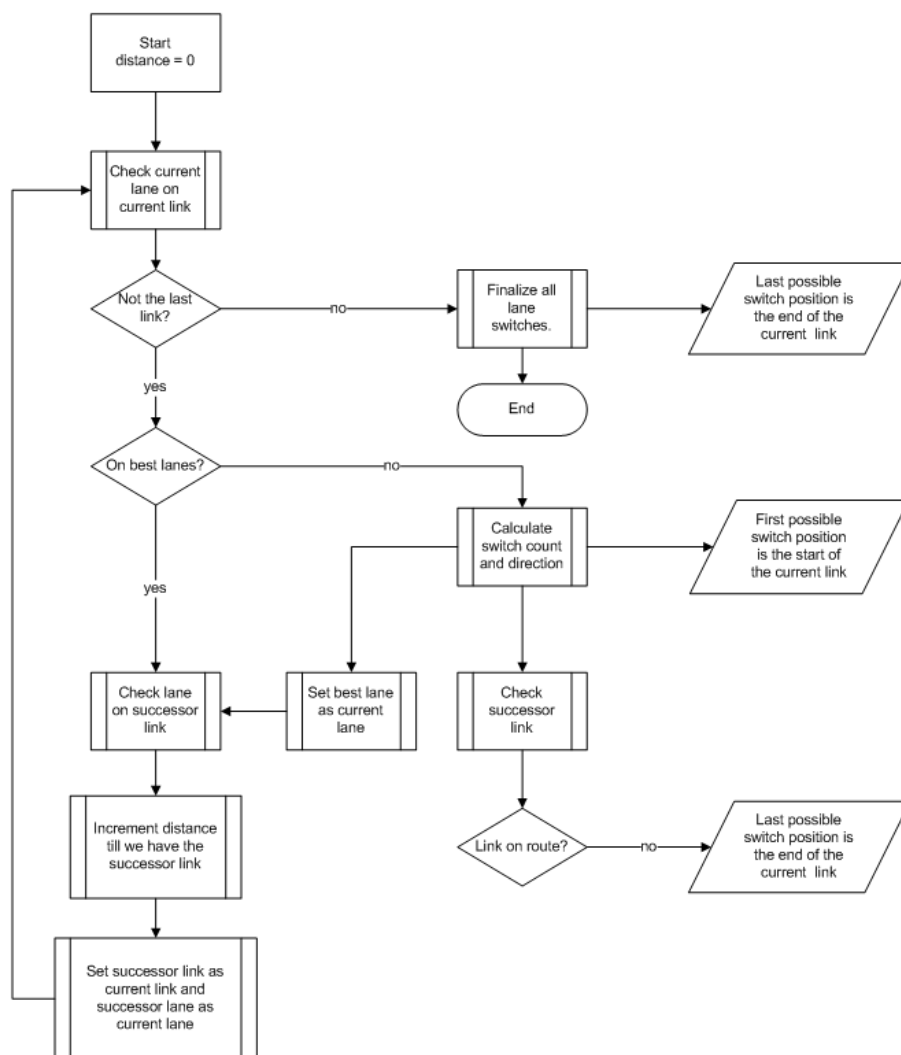 Start
distance = 0
Check current
lane on
current link
Not the last
link?
no
Finalize all
lane
switches.
Last possible
switch position is
the end of the
current link
yes
End
On best lanes?
no
Calculate
switch count
and direction
First possible
switch position
is the start of
the current link
yes
Check lane
on successor
link
Set best lane
as current
lane
Check
successor
link
Increment distance
till we have the
successor link
Link on route?
no
Last possible
switch position is
the end of the
current link
Set successor link as
current link and
successor lane as
current lane